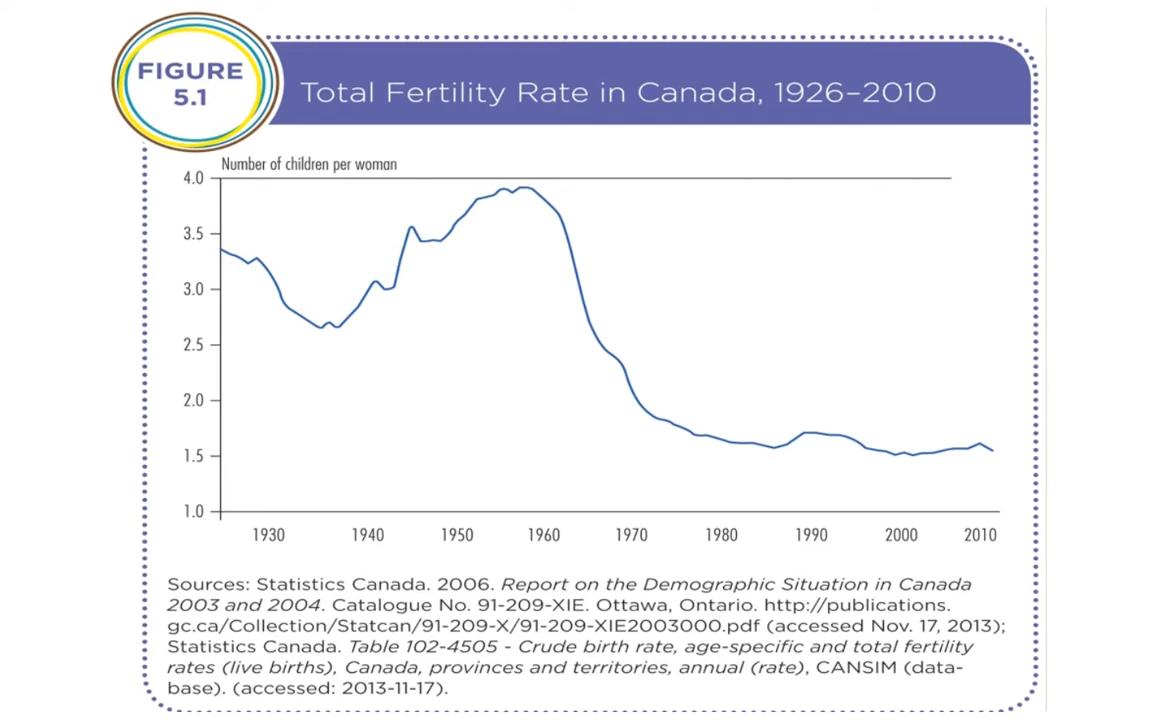 FIGURE
5.1
Total Fertility Rate in Canada, 1926–2010
Number of children per woman
4.0
3.5
3.0
2.5
2.0
1.5
1.0
1930 1940 1950 1960 1970 1980 1990 2000 2010
Sources: Statistics Canada. 2006. Report on the Demographic Situation in Canada
2003 and 2004. Catalogue No. 91-209-XIE. Ottawa, Ontario. http://publications.
gc.ca/Collection/Statcan/91-209-X/91-209-XIE2003000.pdf (accessed Nov. 17, 2013);
Statistics Canada. Table 102-4505 - Crude birth rate, age-specific and total fertility
rates (live births), Canada, provinces and territories, annual (rate), CANSIM (data-
base). (accessed: 2013-11-17).